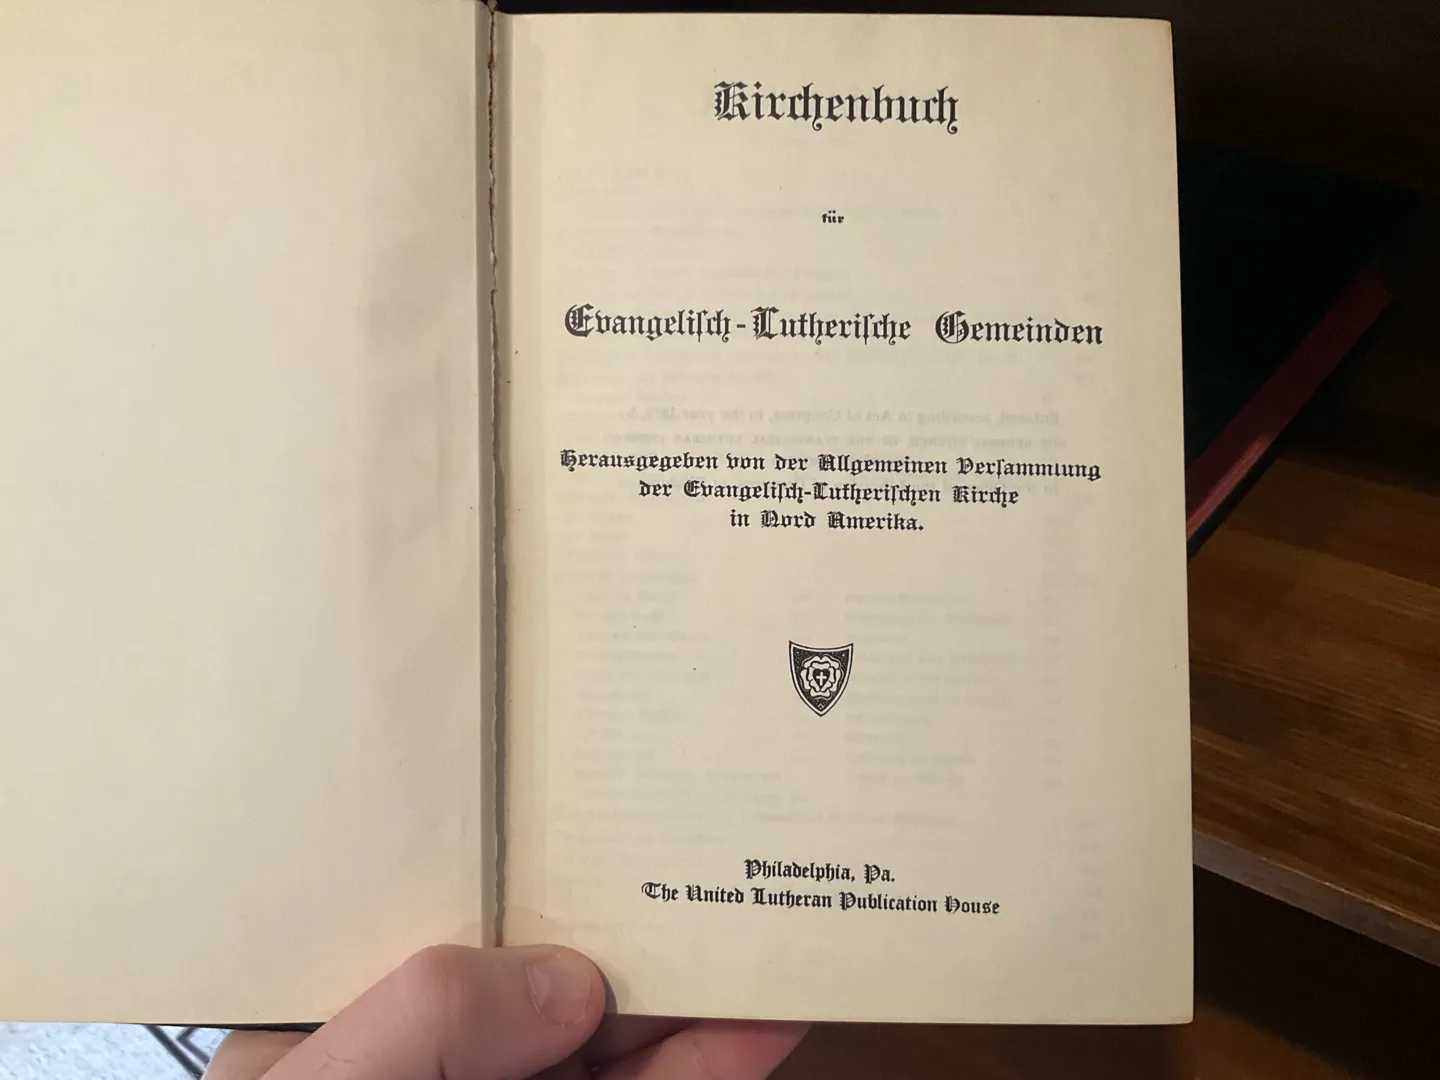 Kirchenbuch
für
Evangeliſch-Lutheriſche Gemeinden
Herausgegeben von der Allgemeinen Verſammlung
der Evangeliſch-Lutheriſchen Kirche
in Nord Amerika.
Philadelphia, Pa.
The United Lutheran Publication House